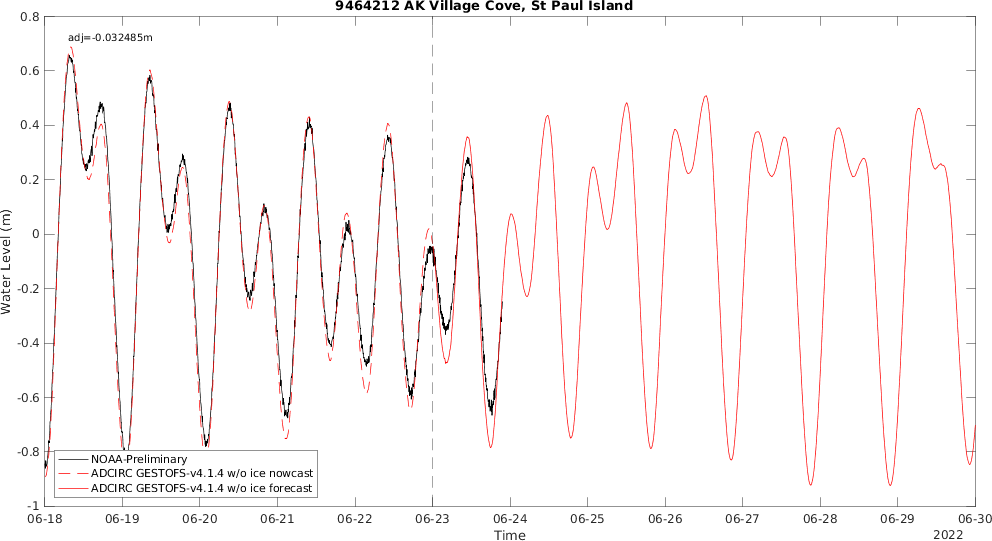 9464212 AK Village Cove, St Paul Island
adj=-0.032485m
Water Level (m)
0.8
0.6
0.4
0.2
0
-0.2
-0.4
-0.6
-0.8
-1
NOAA-Preliminary
ADCIRC GESTOFS-v4.1.4 w/o ice nowcast
ADCIRC GESTOFS-v4.1.4 w/o ice forecast
06-18 06-19 06-20 06-21 06-22 06-23 06-24 06-25 06-26 06-27 06-28 06-29 06-30
Time
2022